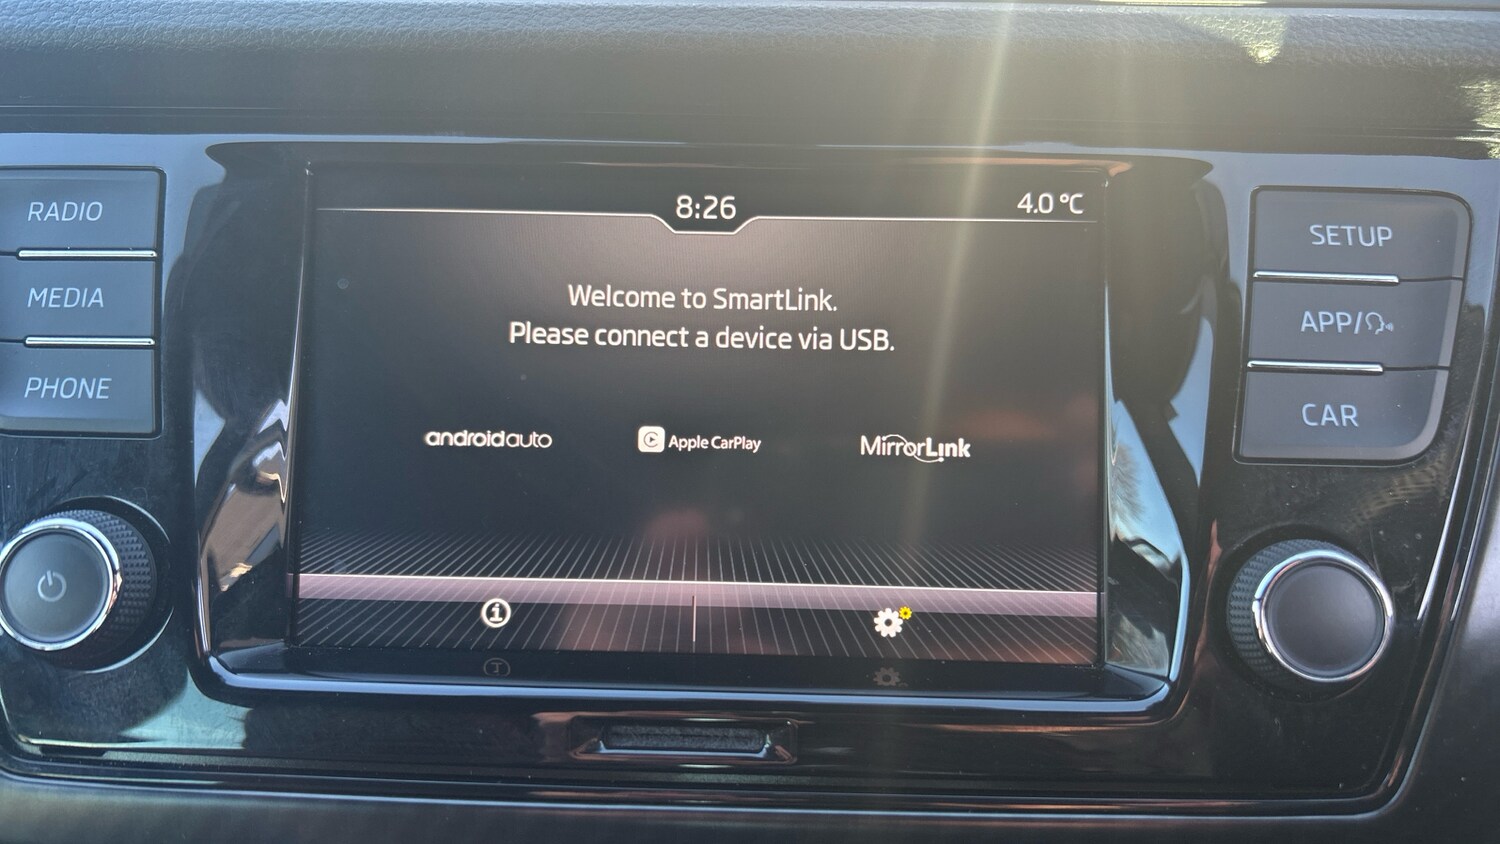 8:26
4.0 °C
RADIO
MEDIA
PHONE
Welcome to SmartLink.
Please connect a device via USB.
androidauto
Apple CarPlay
MirrorLink
SETUP
APP/
CAR